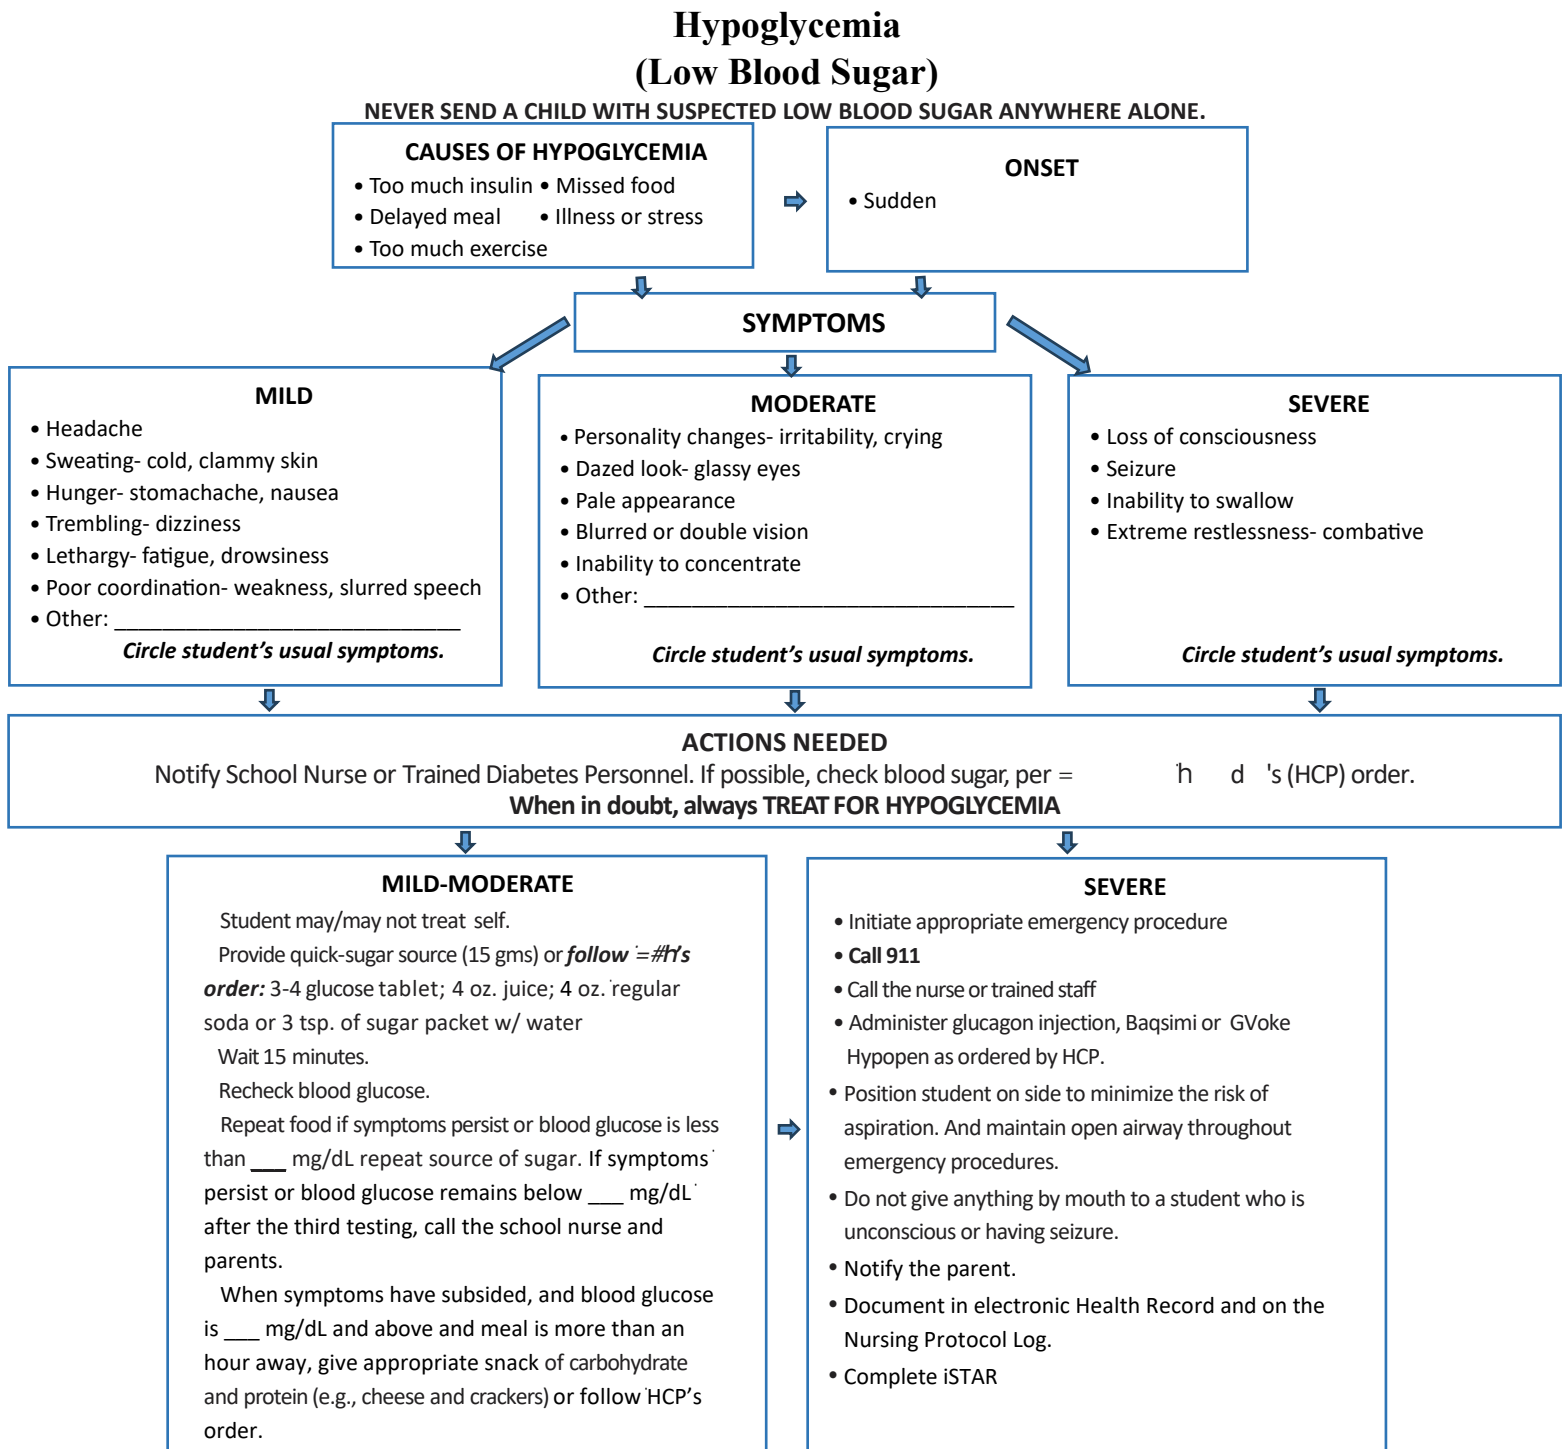 Hypoglycemia
(Low Blood Sugar)
NEVER SEND A CHILD WITH SUSPECTED LOW BLOOD SUGAR ANYWHERE ALONE.
CAUSES OF HYPOGLYCEMIA
• Too much insulin • Missed food
• Delayed meal • Illness or stress
• Too much exercise
ONSET
• Sudden
SYMPTOMS
MILD
• Headache
• Sweating- cold, clammy skin
• Hunger- stomachache, nausea
• Trembling- dizziness
• Lethargy- fatigue, drowsiness
• Poor coordination- weakness, slurred speech
• Other: _____________________________
Circle student’s usual symptoms.
MODERATE
• Personality changes- irritability, crying
• Dazed look- glassy eyes
• Pale appearance
• Blurred or double vision
• Inability to concentrate
• Other: _______________________________
Circle student’s usual symptoms.
SEVERE
• Loss of consciousness
• Seizure
• Inability to swallow
• Extreme restlessness- combative
Circle student’s usual symptoms.
ACTIONS NEEDED
Notify School Nurse or Trained Diabetes Personnel. If possible, check blood sugar, per = h d 's (HCP) order.
When in doubt, always TREAT FOR HYPOGLYCEMIA
MILD-MODERATE
Student may/may not treat self.
Provide quick-sugar source (15 gms) or follow
order: 3-4 glucose tablet; 4 oz. juice; 4 oz. regular
soda or 3 tsp. of sugar packet w/ water
Wait 15 minutes.
Recheck blood glucose.
Repeat food if symptoms persist or blood glucose is less
than ___ mg/dL repeat source of sugar. If symptoms
persist or blood glucose remains below ___ mg/dL
after the third testing, call the school nurse and
parents.
When symptoms have subsided, and blood glucose
is ___ mg/dL and above and meal is more than an
hour away, give appropriate snack of carbohydrate
and protein (e.g., cheese and crackers) or follow HCP’s
order.
SEVERE
• Initiate appropriate emergency procedure
• Call 911
• Call the nurse or trained staff
• Administer glucagon injection, Baqsimi or GVoke
Hypopen as ordered by HCP.
• Position student on side to minimize the risk of
aspiration. And maintain open airway throughout
emergency procedures.
• Do not give anything by mouth to a student who is
unconscious or having seizure.
• Notify the parent.
• Document in electronic Health Record and on the
Nursing Protocol Log.
• Complete iSTAR